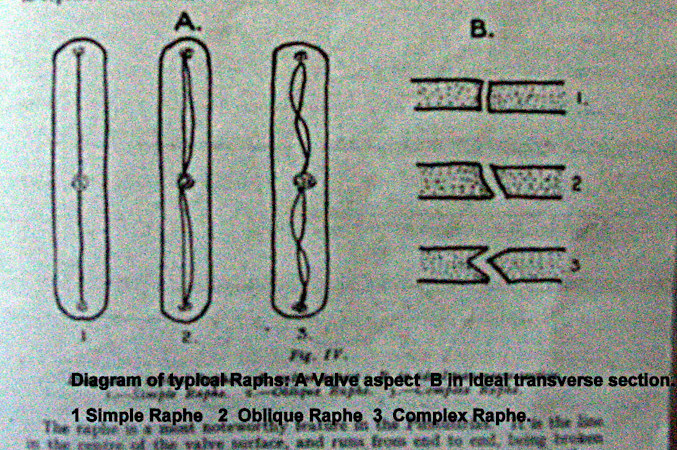 A.
B.
1.
2
3
1
2.
3.
Fig. IV.
Diagram of typical Raphs: A Valve aspect B in Ideal transverse section.
1 Simple Raphe 2 Oblique Raphe 3 Complex Raphe.
The raphe is a most noteworthy feature in the It is the line
in the centre of the valve surface, and runs from end to end, being broken